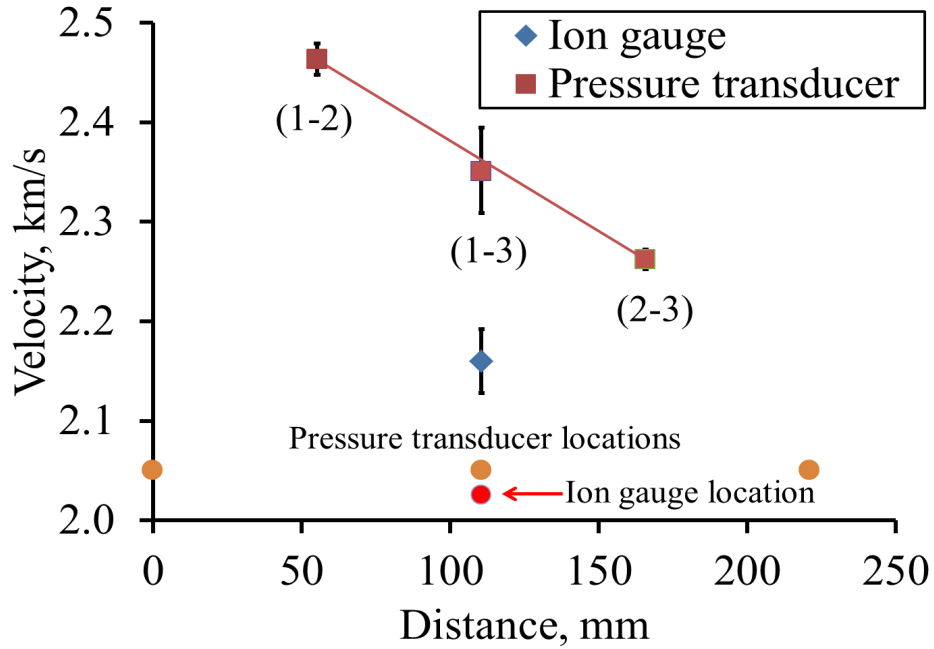 2.5
2.4
2.3
2.2
2.1
2.0
Velocity, km/s
Ion gauge
Pressure transducer
(1-2)
(1-3)
(2-3)
Pressure transducer locations
Ion gauge location
0 50 100 150 200 250
Distance, mm